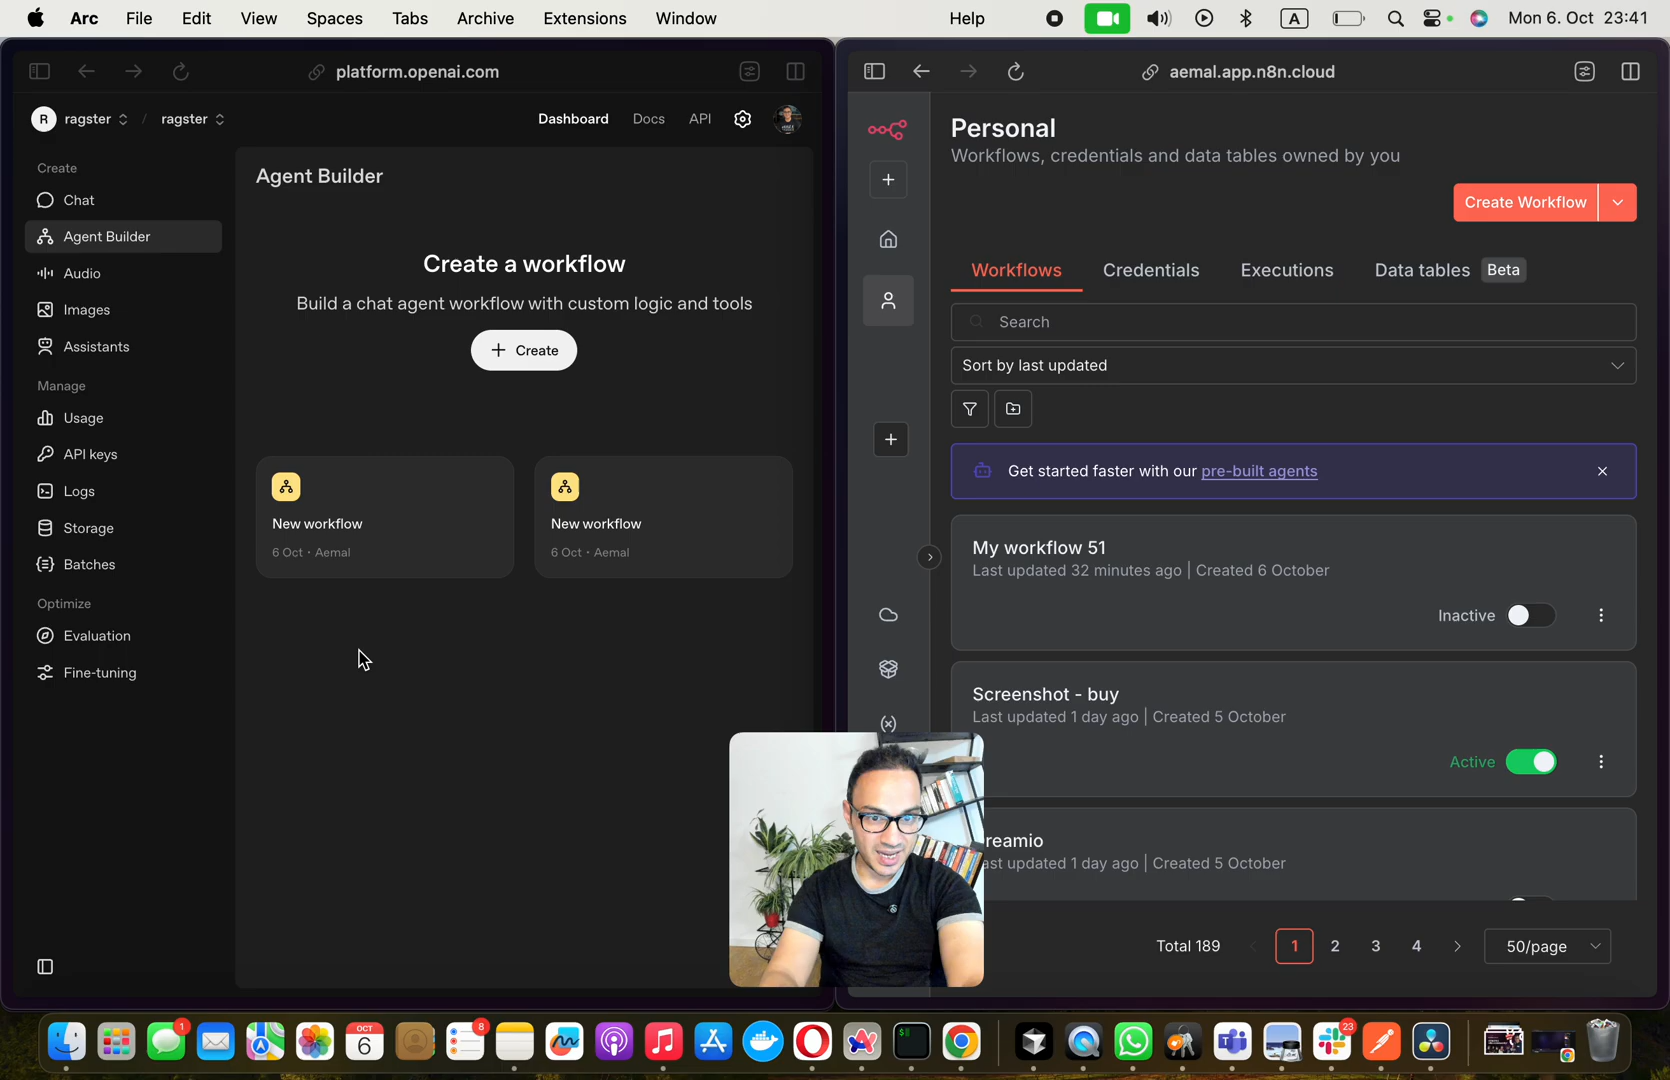 Arc File Edit View Spaces Tabs Archive Extensions Window Help A Mon 6. Oct 23:41
platform.openai.com
R ragster / ragster Dashboard Docs API
Create
Chat
Agent Builder
Audio
Images
Assistants
Manage
Usage
API keys
Logs
Storage
Batches
Optimize
Evaluation
Fine-tuning
Agent Builder
Create a workflow
Build a chat agent workflow with custom logic and tools
+ Create
New workflow
6 Oct • Aemal
New workflow
6 Oct • Aemal
aemal.app.n8n.cloud
Personal
Workflows, credentials and data tables owned by you
Create Workflow
Workflows Credentials Executions Data tables Beta
Search
Sort by last updated
Get started faster with our pre-built agents
My workflow 51
Last updated 32 minutes ago | Created 6 October
Inactive
Screenshot - buy
Last updated 1 day ago | Created 5 October
Active
reamio
st updated 1 day ago | Created 5 October
Total 189 1 2 3 4 50/page
1 OCT 6 8 23